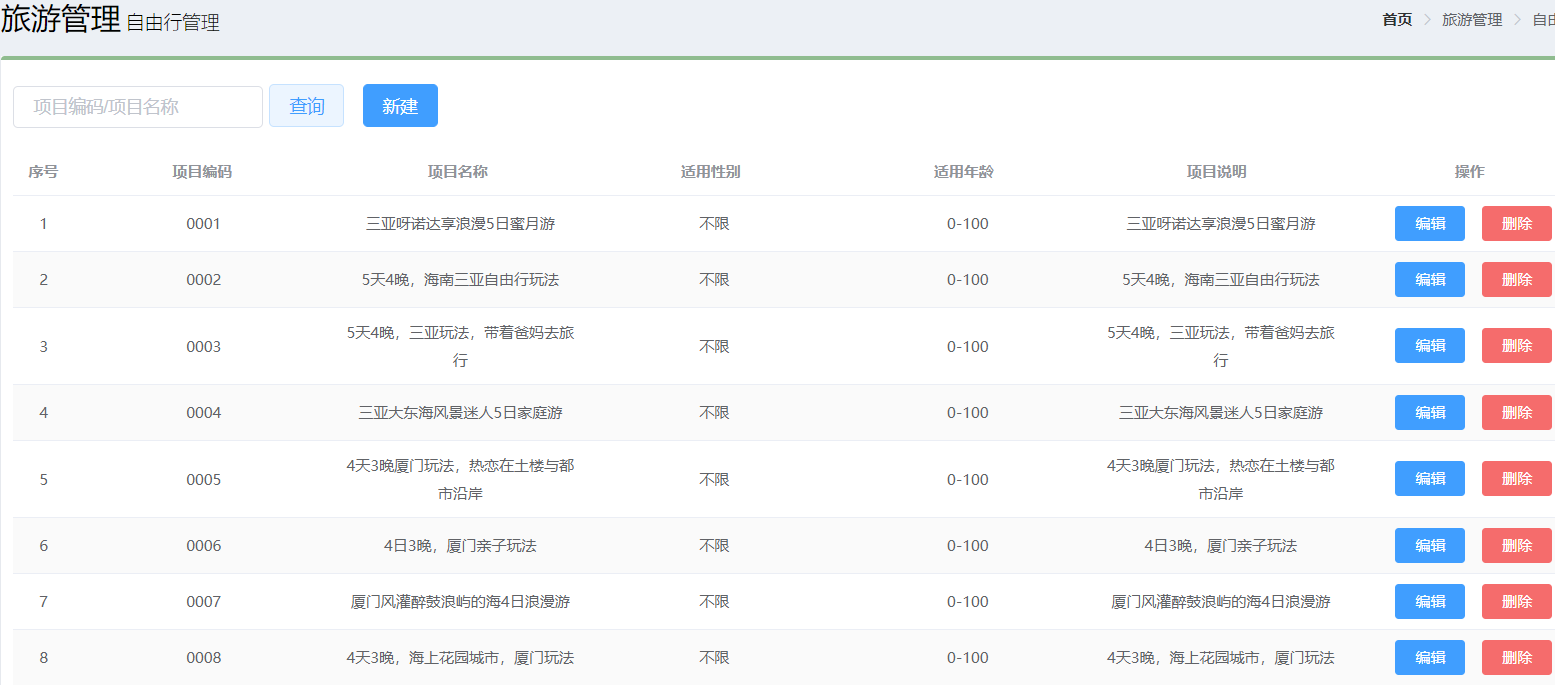 旅游管理 自由行管理
首页 > 旅游管理 > 自由
项目编码/项目名称 查询 新建
序号 项目编码 项目名称 适用性别 适用年龄 项目说明 操作
1 0001 三亚呀诺达享浪漫5日蜜月游 不限 0-100 三亚呀诺达享浪漫5日蜜月游 编辑 删除
2 0002 5天4晚，海南三亚自由行玩法 不限 0-100 5天4晚，海南三亚自由行玩法 编辑 删除
3 0003 5天4晚，三亚玩法，带着爸妈去旅 不限 0-100 5天4晚，三亚玩法，带着爸妈去旅 编辑 删除
行 行
4 0004 三亚大东海风景迷人5日家庭游 不限 0-100 三亚大东海风景迷人5日家庭游 编辑 删除
5 0005 4天3晚厦门玩法，热恋在土楼与都 不限 0-100 4天3晚厦门玩法，热恋在土楼与都 编辑 删除
市沿岸 市沿岸
6 0006 4日3晚，厦门亲子玩法 不限 0-100 4日3晚，厦门亲子玩法 编辑 删除
7 0007 厦门风灌醉鼓浪屿的海4日浪漫游 不限 0-100 厦门风灌醉鼓浪屿的海4日浪漫游 编辑 删除
8 0008 4天3晚，海上花园城市，厦门玩法 不限 0-100 4天3晚，海上花园城市，厦门玩法 编辑 删除